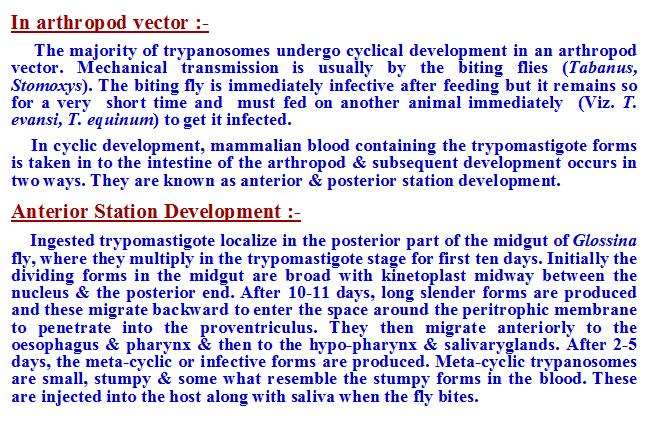 In arthropod vector :-
The majority of trypanosomes undergo cyclical development in an arthropod
vector. Mechanical transmission is usually by the biting flies (Tabanus,
Stomoxys). The biting fly is immediately infective after feeding but it remains so
for a very short time and must fed on another animal immediately (Viz. T.
evansi, T. equinum) to get it infected.
In cyclic development, mammalian blood containing the trypomastigote forms
is taken in to the intestine of the arthropod & subsequent development occurs in
two ways. They are known as anterior & posterior station development.
Anterior Station Development :-
Ingested trypomastigote localize in the posterior part of the midgut of Glossina
fly, where they multiply in the trypomastigote stage for first ten days. Initially the
dividing forms in the midgut are broad with kinetoplast midway between the
nucleus & the posterior end. After 10-11 days, long slender forms are produced
and these migrate backward to enter the space around the peritrophic membrane
to penetrate into the proventriculus. They then migrate anteriorly to the
oesophagus & pharynx & then to the hypo-pharynx & salivaryglands. After 2-5
days, the meta-cyclic or infective forms are produced. Meta-cyclic trypanosomes
are small, stumpy & some what resemble the stumpy forms in the blood. These
are injected into the host along with saliva when the fly bites.